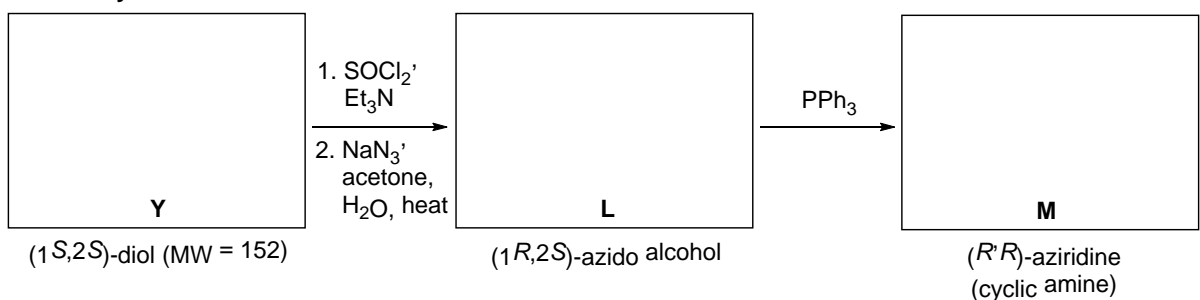 1. SOCl2,
Et3N
2. NaN3,
acetone,
H2O, heat
PPh3
Y
L
M
(1S,2S)-diol (MW = 152)
(1R,2S)-azido alcohol
(R,R)-aziridine
(cyclic amine)